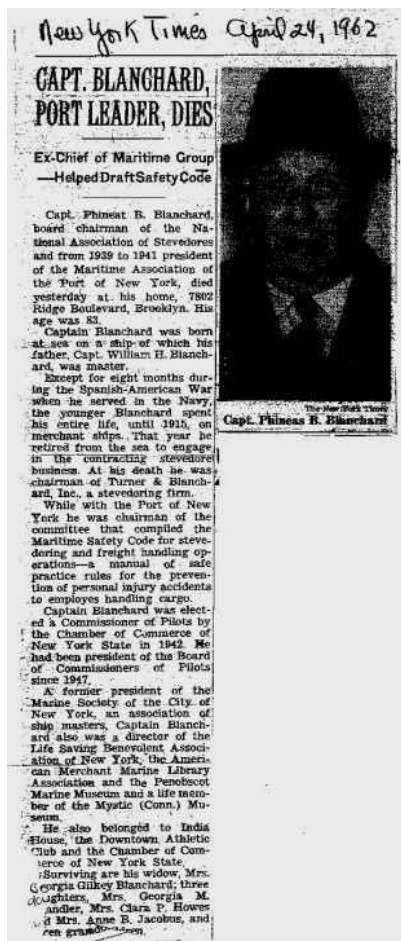 New York Times April 24, 1962
CAPT. BLANCHARD,
PORT LEADER, DIES
Ex-Chief of Maritime Group
—Helped Draft Safety Code
Capt. Phineat B. Blanchard,
board chairman of the Na-
tional Association of Stevedores
and from 1939 to 1941 president
of the Maritime Association of
the Port of New York, died
yesterday at his home, 7802
Ridge Boulevard, Brooklyn. His
age was 83.
Captain Blanchard was born
at sea on a ship of which his
father, Capt. William H. Blanch-
ard, was master.
Except for eight months dur-
ing the Spanish-American War
when he served in the Navy,
the younger Blanchard spent
his entire life, until 1915, on
merchant ships. That year he
retired from the sea to engage
in the contracting stevedore
business. At his death he was
chairman of Turner & Blanch-
ard, Inc., a stevedoring firm.
While with the Port of New
York he was chairman of the
committee that compiled the
Maritime Safety Code for steve-
doring and freight handling op-
erations—a manual of safe
practice rules for the preven-
tion of personal injury accidents
to employes handling cargo.
Captain Blanchard was elect-
ed a Commissioner of Pilots by
the Chamber of Commerce of
New York State in 1942. He
had been president of the Board
of Commissioners of Pilots
since 1947.
A former president of the
Marine Society of the City of
New York, an association of
ship masters, Captain Blanch-
ard also was a director of the
Life Saving Benevolent Associ-
ation of New York, the Ameri-
can Merchant Marine Library
Association and the Penobscot
Marine Museum and a life mem-
ber of the Mystic (Conn.) Mu-
seum.
He also belonged to India
House, the Downtown Athletic
Club and the Chamber of Com-
merce of New York State.
Surviving are his widow, Mrs.
Georgia Gilkey Blanchard; three
daughters, Mrs. Georgia M.
andler, Mrs. Clara P. Howes
d Mrs. Anne B. Jacobus, and
The New York Times
Capt. Phineas B. Blanchard